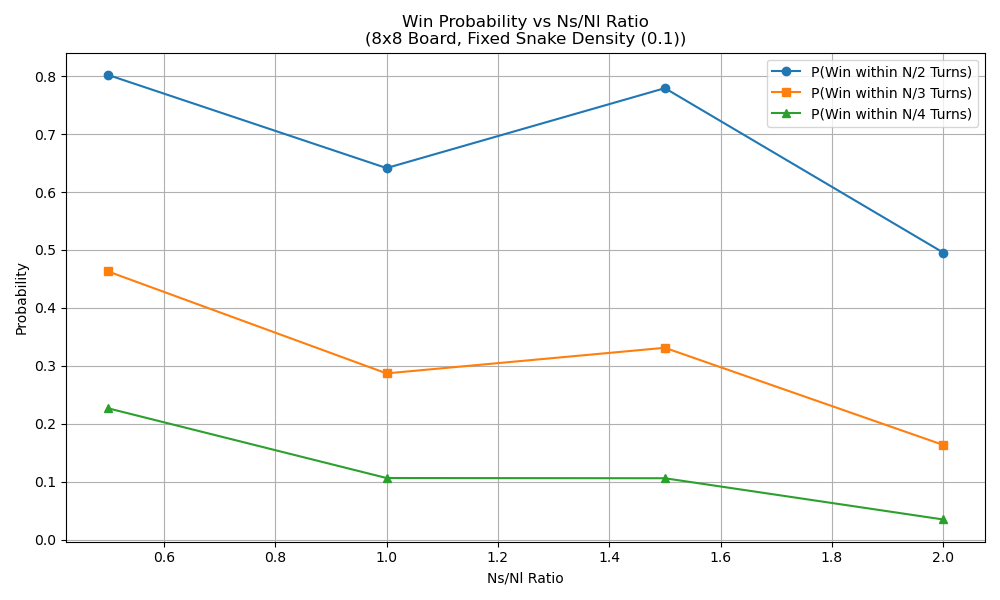 Win Probability vs Ns/Nl Ratio
(8x8 Board, Fixed Snake Density (0.1))
P(Win within N/2 Turns)
P(Win within N/3 Turns)
P(Win within N/4 Turns)
Probability
0.8
0.7
0.6
0.5
0.4
0.3
0.2
0.1
0.0
0.6 0.8 1.0 1.2 1.4 1.6 1.8 2.0
Ns/Nl Ratio